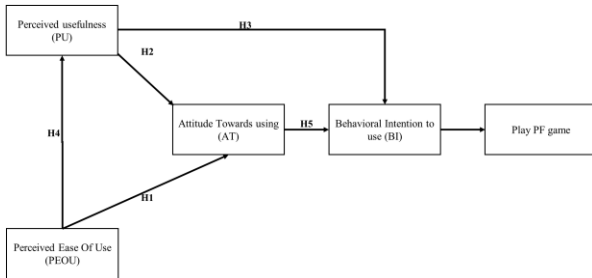 Perceived usefulness
(PU)
H3
H2
Attitude Towards using
(AT)
H5
Behavioral Intention to
use (BI)
Play PF game
H4
H1
Perceived Ease Of Use
(PEOU)